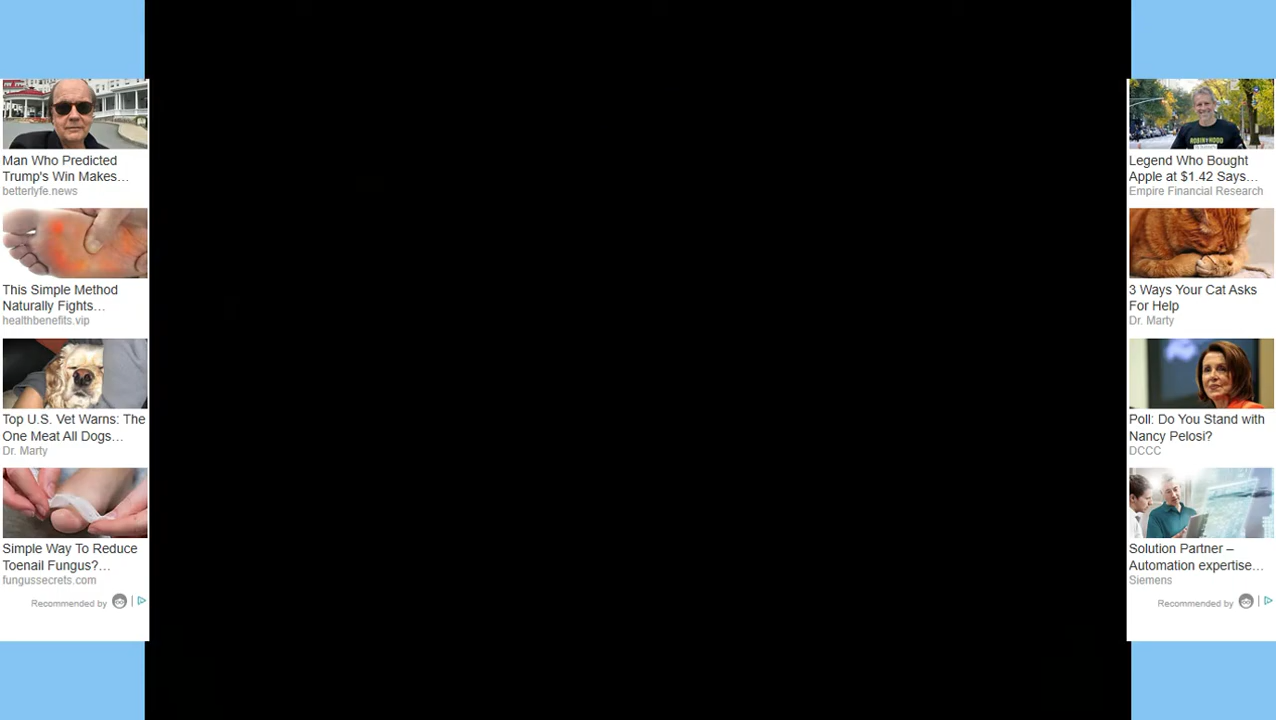 Man Who Predicted
Trump's Win Makes…
betterlyfe.news
This Simple Method
Naturally Fights…
healthbenefits.vip
Top U.S. Vet Warns: The
One Meat All Dogs…
Dr. Marty
Simple Way To Reduce
Toenail Fungus?…
fungussecrets.com
Recommended by
ROBIN HOOD
Legend Who Bought
Apple at $1.42 Says…
Empire Financial Research
3 Ways Your Cat Asks
For Help
Dr. Marty
Poll: Do You Stand with
Nancy Pelosi?
DCCC
Solution Partner –
Automation expertise…
Siemens
Recommended by